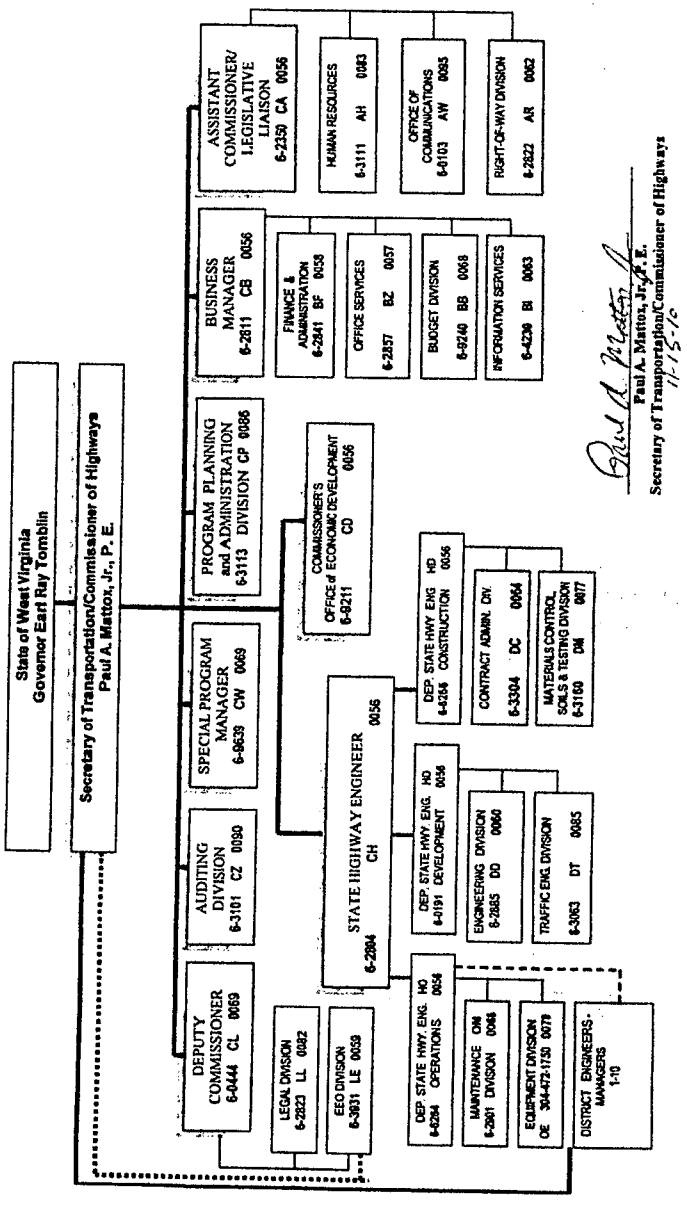 State of West Virginia
Governor Earl Ray Tomblin
Secretary of Transportation/Commissioner of Highways
Paul A. Mattox, Jr., P. E.
DEPUTY
COMMISSIONER
6-0444 CL 0069
LEGAL DIVISION
6-2823 LL 0082
EEO DIVISION
6-3931 LE 0059
AUDITING
DIVISION
6-3101 CZ 0090
SPECIAL PROGRAM
MANAGER
6-9639 CW 0069
PROGRAM PLANNING
and ADMINISTRATION
6-3113 DIVISION CP 0086
BUSINESS
MANAGER
6-2811 CB 0056
FINANCE &
ADMINISTRATION
6-2841 BF 0058
OFFICE SERVICES
6-2857 BZ 0057
BUDGET DIVISION
6-9240 BB 0068
INFORMATION SERVICES
6-4239 BI 0063
ASSISTANT
COMMISSIONER/
LEGISLATIVE
LIAISON
6-2350 CA 0056
HUMAN RESOURCES
6-3111 AH 0083
OFFICE OF
COMMUNICATIONS
6-0103 AW 0095
RIGHT-OF-WAY DIVISION
6-2822 AR 0062
STATE HIGHWAY ENGINEER
6-2804 CH 0056
COMMISSIONER'S
OFFICE of ECONOMIC DEVELOPMENT
6-9211 CD 0056
DEP. STATE HWY. ENG. HO
6-6264 OPERATIONS 0056
MAINTENANCE OM
6-2901 DIVISION 0066
EQUIPMENT DIVISION
OE 304-472-1750 0079
DISTRICT ENGINEERS -
MANAGERS
1-10
DEP. STATE HWY. ENG. HO
6-0191 DEVELOPMENT 0056
ENGINEERING DIVISION
6-2885 DD 0060
TRAFFIC ENG. DIVISION
6-3063 DT 0085
DEP. STATE HWY ENG HD
6-6266 CONSTRUCTION 0056
CONTRACT ADMIN. DIV.
6-3304 DC 0064
MATERIALS CONTROL,
SOILS & TESTING DIVISION
6-3160 DM 0077
Paul A. Mattox Jr
Paul A. Mattox, Jr., P. E.
Secretary of Transportation/Commissioner of Highways
11-15-10